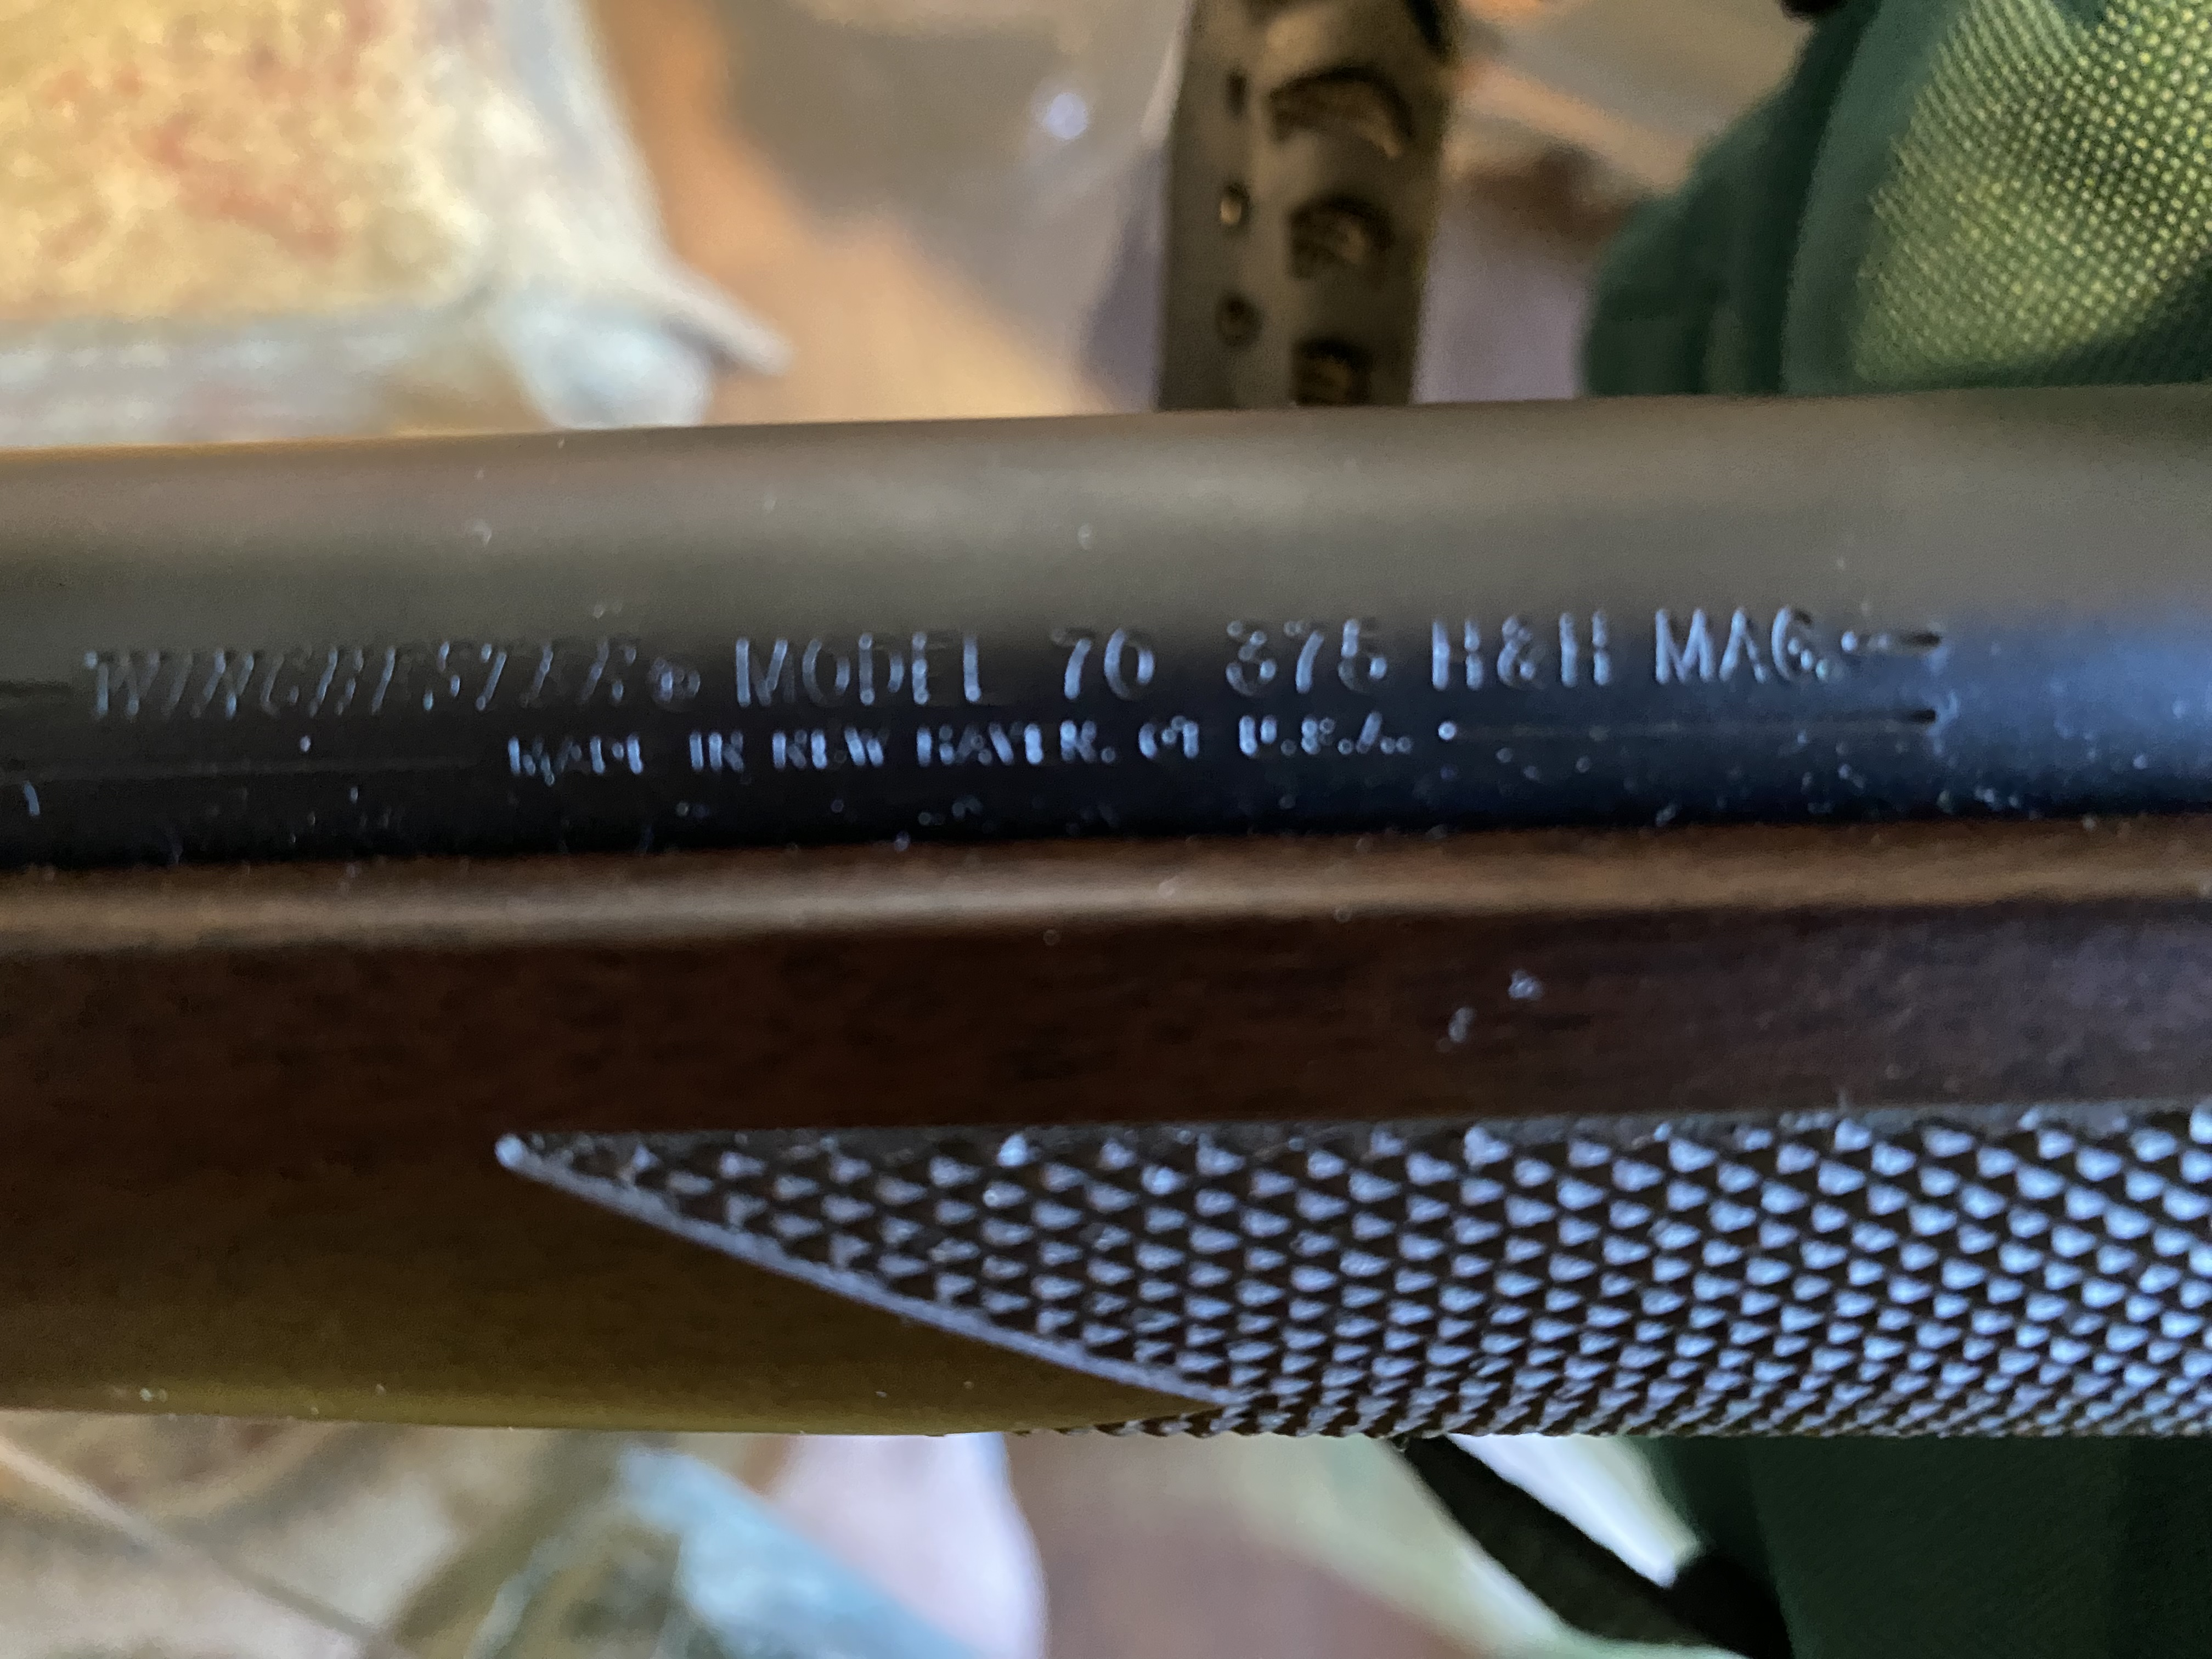 WINCHESTER® MODEL 70 375 H&H MAG.
MADE IN NEW HAVEN, CT U.S.A.